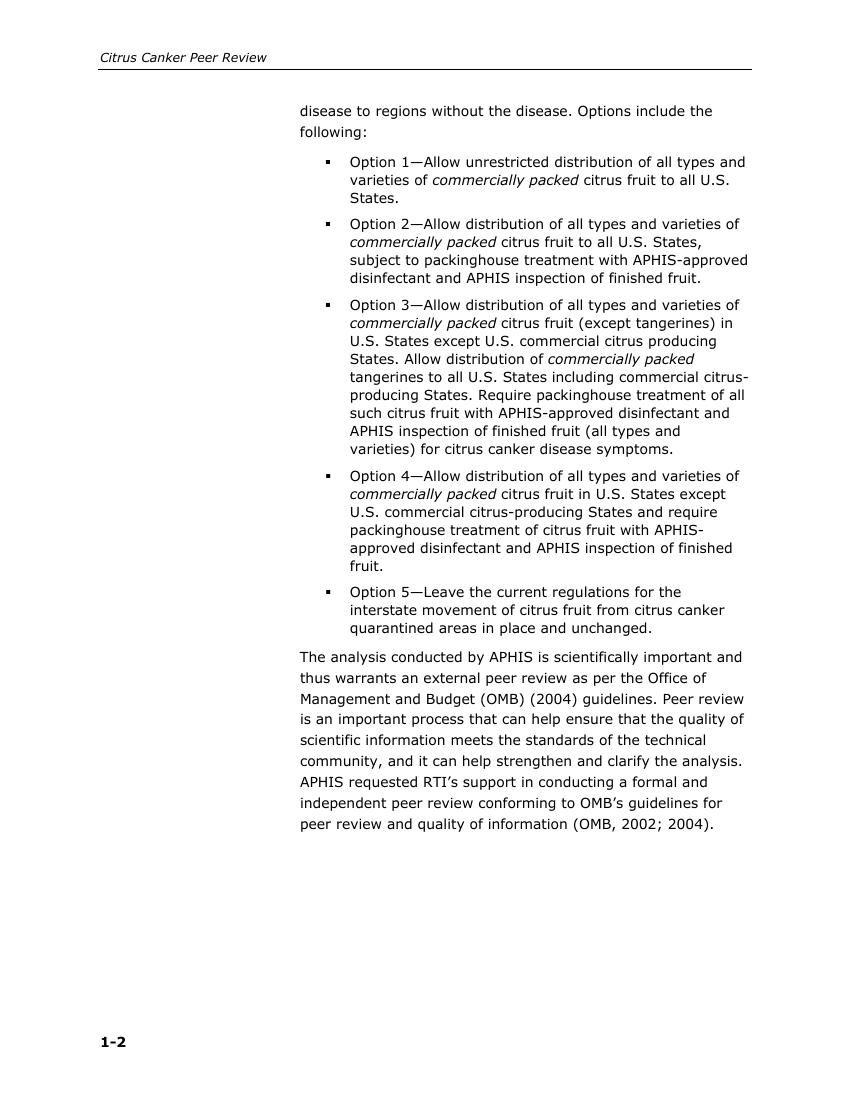 Citrus Canker Peer Review
disease to regions without the disease. Options include the
following:
▪ Option 1—Allow unrestricted distribution of all types and
varieties of commercially packed citrus fruit to all U.S.
States.
▪ Option 2—Allow distribution of all types and varieties of
commercially packed citrus fruit to all U.S. States,
subject to packinghouse treatment with APHIS-approved
disinfectant and APHIS inspection of finished fruit.
▪ Option 3—Allow distribution of all types and varieties of
commercially packed citrus fruit (except tangerines) in
U.S. States except U.S. commercial citrus producing
States. Allow distribution of commercially packed
tangerines to all U.S. States including commercial citrus-
producing States. Require packinghouse treatment of all
such citrus fruit with APHIS-approved disinfectant and
APHIS inspection of finished fruit (all types and
varieties) for citrus canker disease symptoms.
▪ Option 4—Allow distribution of all types and varieties of
commercially packed citrus fruit in U.S. States except
U.S. commercial citrus-producing States and require
packinghouse treatment of citrus fruit with APHIS-
approved disinfectant and APHIS inspection of finished
fruit.
▪ Option 5—Leave the current regulations for the
interstate movement of citrus fruit from citrus canker
quarantined areas in place and unchanged.
The analysis conducted by APHIS is scientifically important and
thus warrants an external peer review as per the Office of
Management and Budget (OMB) (2004) guidelines. Peer review
is an important process that can help ensure that the quality of
scientific information meets the standards of the technical
community, and it can help strengthen and clarify the analysis.
APHIS requested RTI’s support in conducting a formal and
independent peer review conforming to OMB’s guidelines for
peer review and quality of information (OMB, 2002; 2004).
1-2